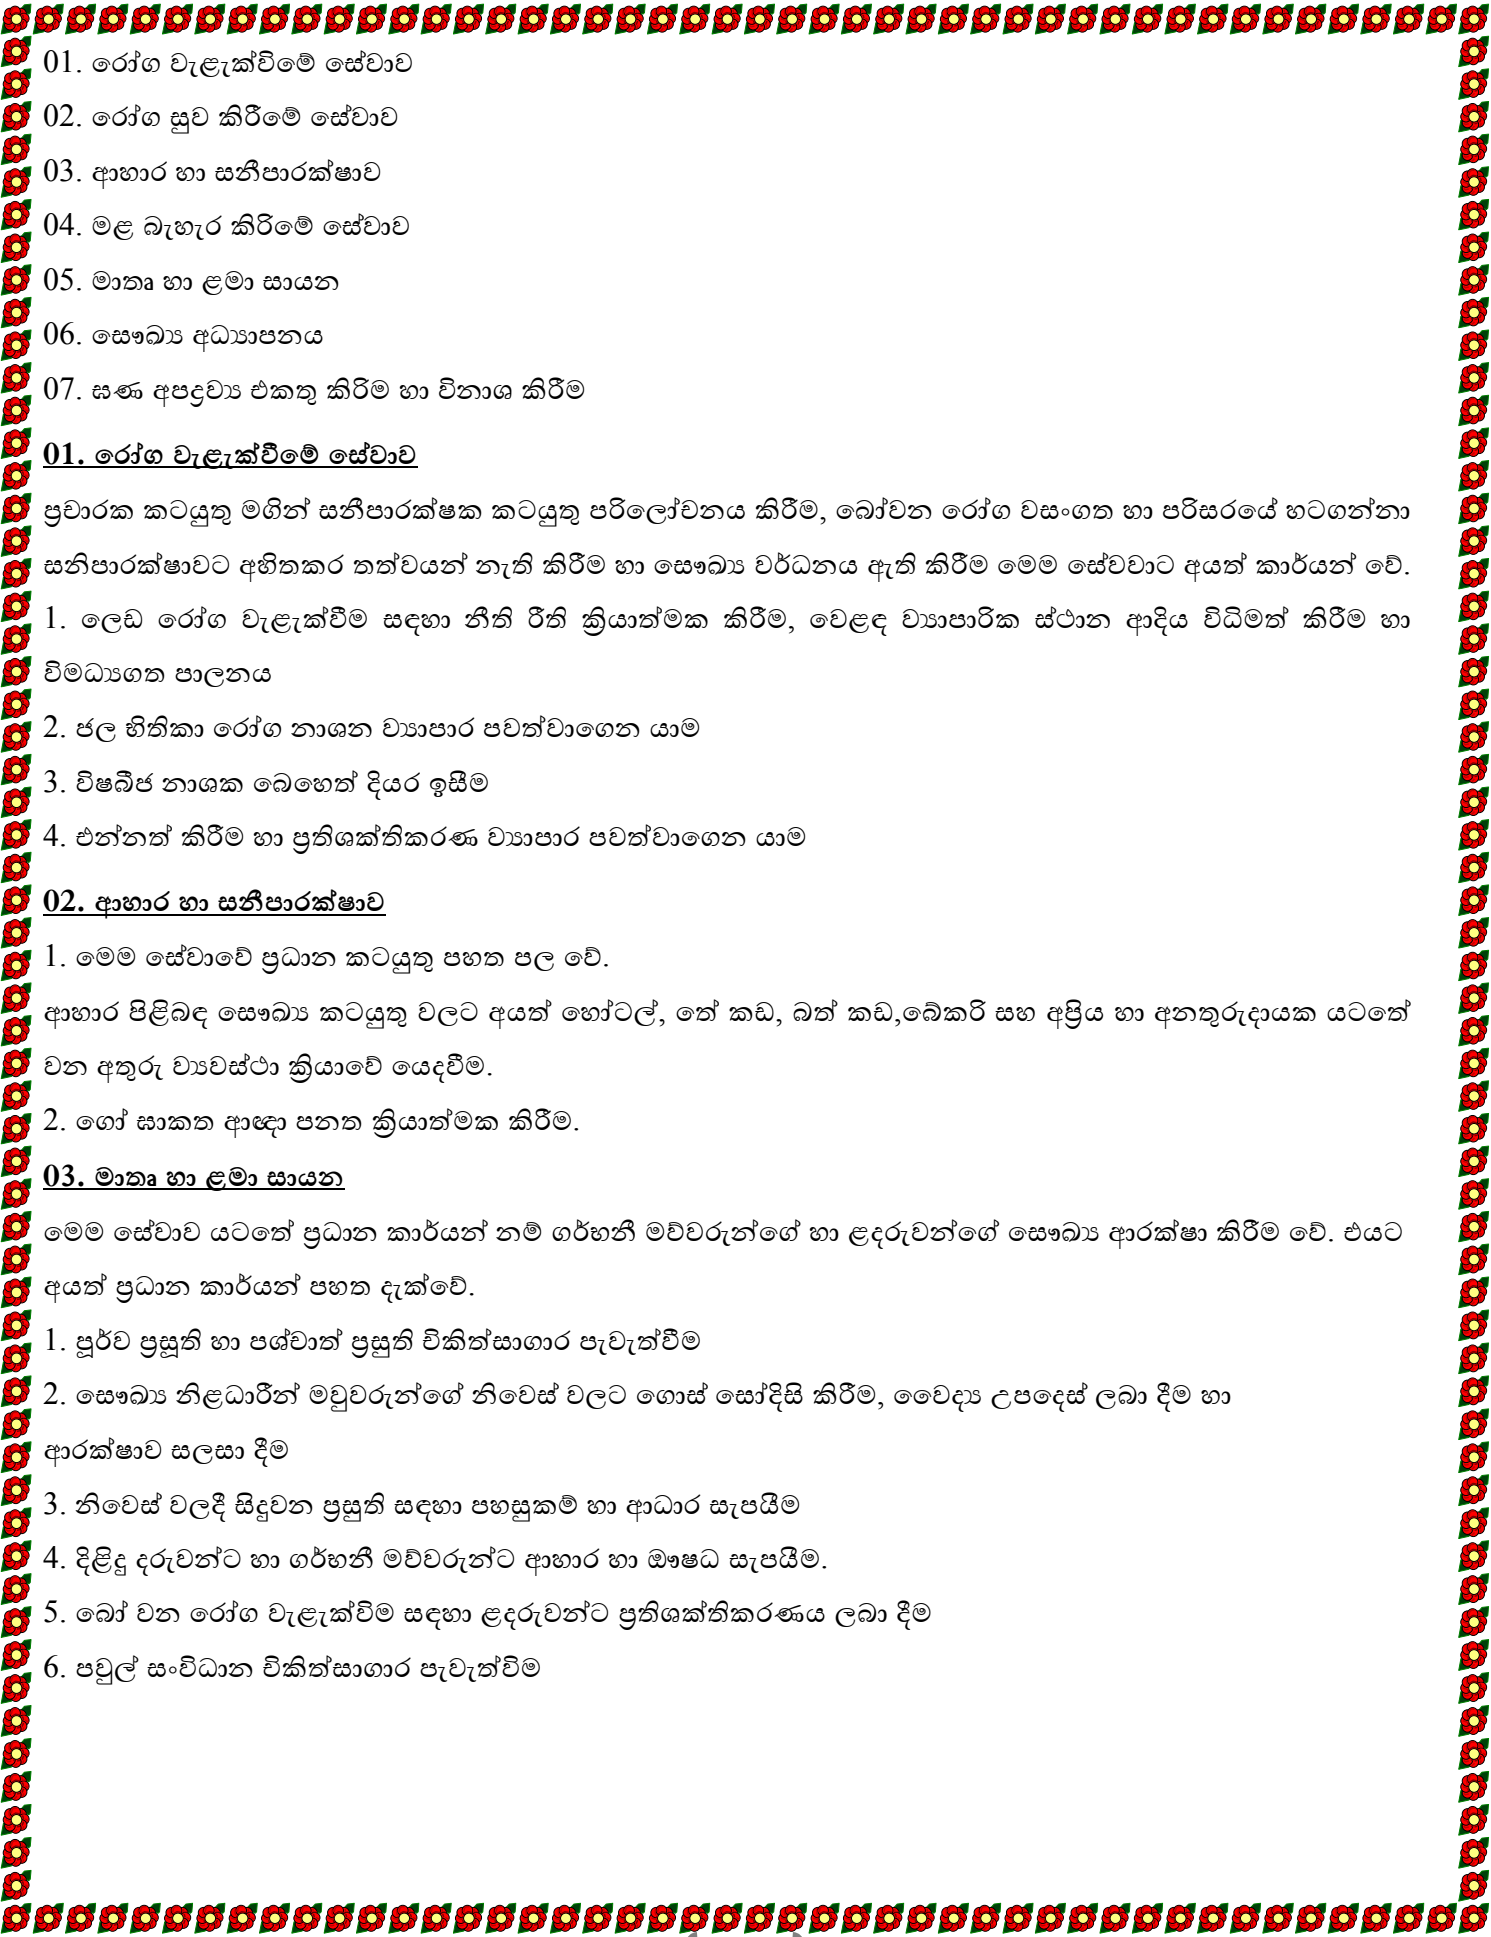 01. රෝග වැළැක්විමේ සේවාව
02. රෝග සුව කිරීමේ සේවාව
03. ආහාර හා සනීපාරක්ෂාව
04. මළ බැහැර කිරිමේ සේවාව
05. මාතෘ හා ළමා සායන
06. සෞඛ්‍ය අධ්‍යාපනය
07. ඝණ අපද්‍රව්‍ය එකතු කිරිම හා විනාශ කිරීම
01. රෝග වැළැක්වීමේ සේවාව
ප්‍රචාරක කටයුතු මගින් සනීපාරක්ෂක කටයුතු පරිලෝචනය කිරීම, බෝවන රෝග වසංගත හා පරිසරයේ හටගන්නා
සනිපාරක්ෂාවට අහිතකර තත්වයන් නැති කිරීම හා සෞඛ්‍ය වර්ධනය ඇති කිරීම මෙම සේවවාට අයත් කාර්යන් වේ.
1. ලෙඩ රෝග වැළැක්වීම සඳහා නීති රීති ක්‍රියාත්මක කිරීම, වෙළඳ ව්‍යාපාරික ස්ථාන ආදිය විධිමත් කිරීම හා
විමධ්‍යගත පාලනය
2. ජල භිතිකා රෝග නාශන ව්‍යාපාර පවත්වාගෙන යාම
3. විෂබීජ නාශක බෙහෙත් දියර ඉසීම
4. එන්නත් කිරීම හා ප්‍රතිශක්තිකරණ ව්‍යාපාර පවත්වාගෙන යාම
02. ආහාර හා සනීපාරක්ෂාව
1. මෙම සේවාවේ ප්‍රධාන කටයුතු පහත පල වේ.
ආහාර පිළිබඳ සෞඛ්‍ය කටයුතු වලට අයත් හෝටල්, තේ කඩ, බත් කඩ,බේකරි සහ අප්‍රිය හා අනතුරුදායක යටතේ
වන අතුරු ව්‍යවස්ථා ක්‍රියාවේ යෙදවීම.
2. ගෝ ඝාකත ආඥා පනත ක්‍රියාත්මක කිරීම.
03. මාතෘ හා ළමා සායන
මෙම සේවාව යටතේ ප්‍රධාන කාර්යන් නම් ගර්භනී මව්වරුන්ගේ හා ළදරුවන්ගේ සෞඛ්‍ය ආරක්ෂා කිරීම වේ. එයට
අයත් ප්‍රධාන කාර්යන් පහත දැක්වේ.
1. පූර්ව ප්‍රසූති හා පශ්චාත් ප්‍රසුති චිකිත්සාගාර පැවැත්වීම
2. සෞඛ්‍ය නිළධාරීන් මවුවරුන්ගේ නිවෙස් වලට ගොස් සෝදිසි කිරීම, වෛද්‍ය උපදෙස් ලබා දීම හා
ආරක්ෂාව සලසා දීම
3. නිවෙස් වලදී සිදුවන ප්‍රසුති සඳහා පහසුකම් හා ආධාර සැපයීම
4. දිළිදු දරුවන්ට හා ගර්භනී මව්වරුන්ට ආහාර හා ඖෂධ සැපයීම.
5. බෝ වන රෝග වැළැක්විම සඳහා ළදරුවන්ට ප්‍රතිශක්තිකරණය ලබා දීම
6. පවුල් සංවිධාන චිකිත්සාගාර පැවැත්විම